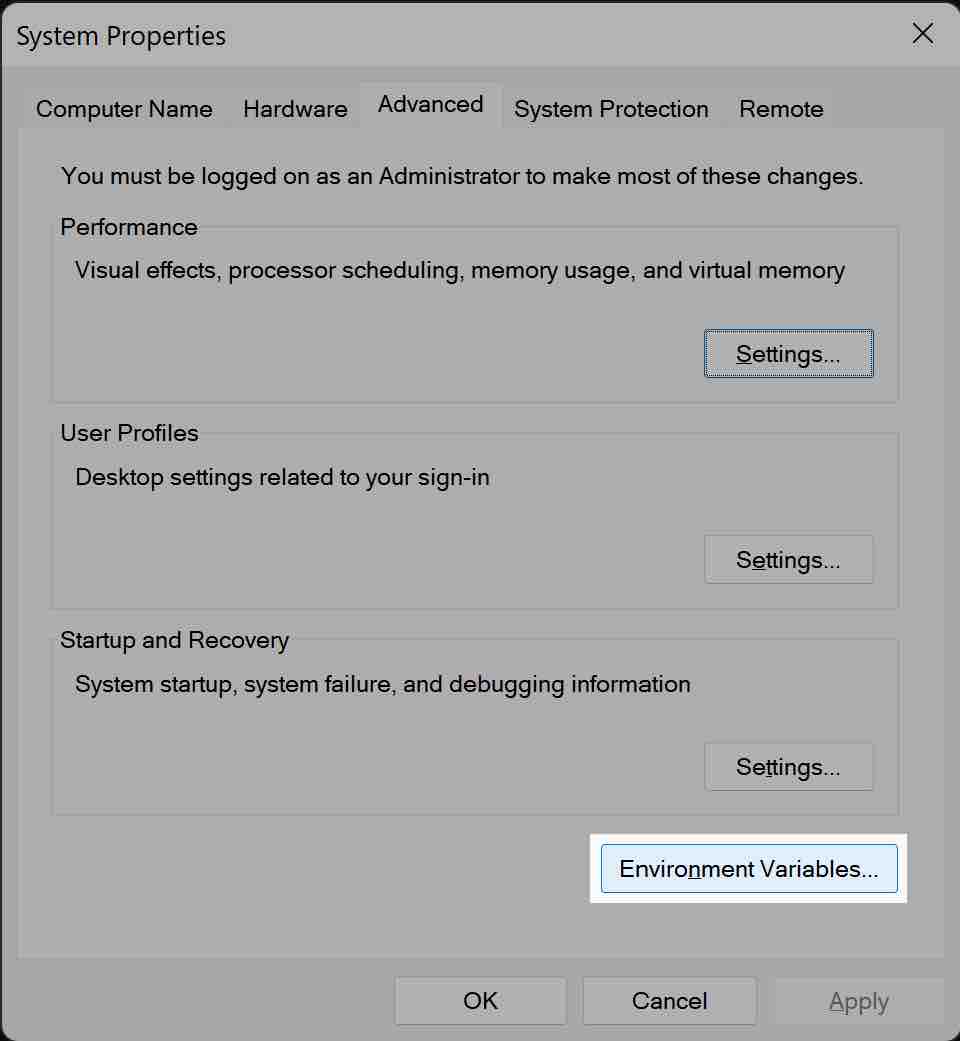 System Properties
Computer Name Hardware Advanced System Protection Remote
You must be logged on as an Administrator to make most of these changes.
Performance
Visual effects, processor scheduling, memory usage, and virtual memory
Settings...
User Profiles
Desktop settings related to your sign-in
Settings...
Startup and Recovery
System startup, system failure, and debugging information
Settings...
Environment Variables...
OK Cancel Apply